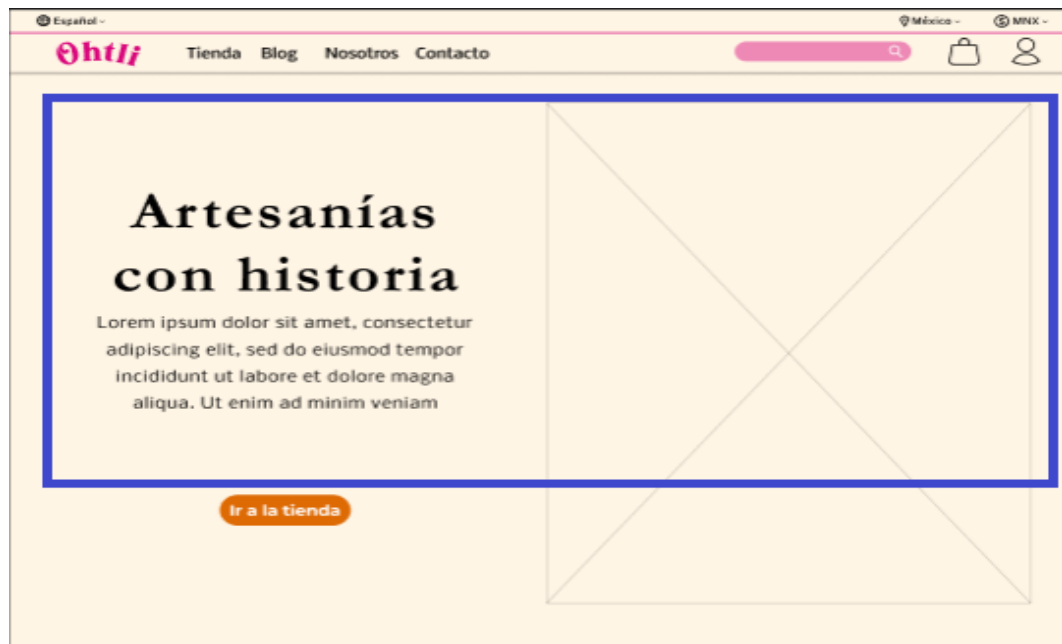 Español
México
MNX
Ohtli
Tienda Blog Nosotros Contacto
Artesanías
con historia
Lorem ipsum dolor sit amet, consectetur
adipiscing elit, sed do eiusmod tempor
incididunt ut labore et dolore magna
aliqua. Ut enim ad minim veniam
Ir a la tienda